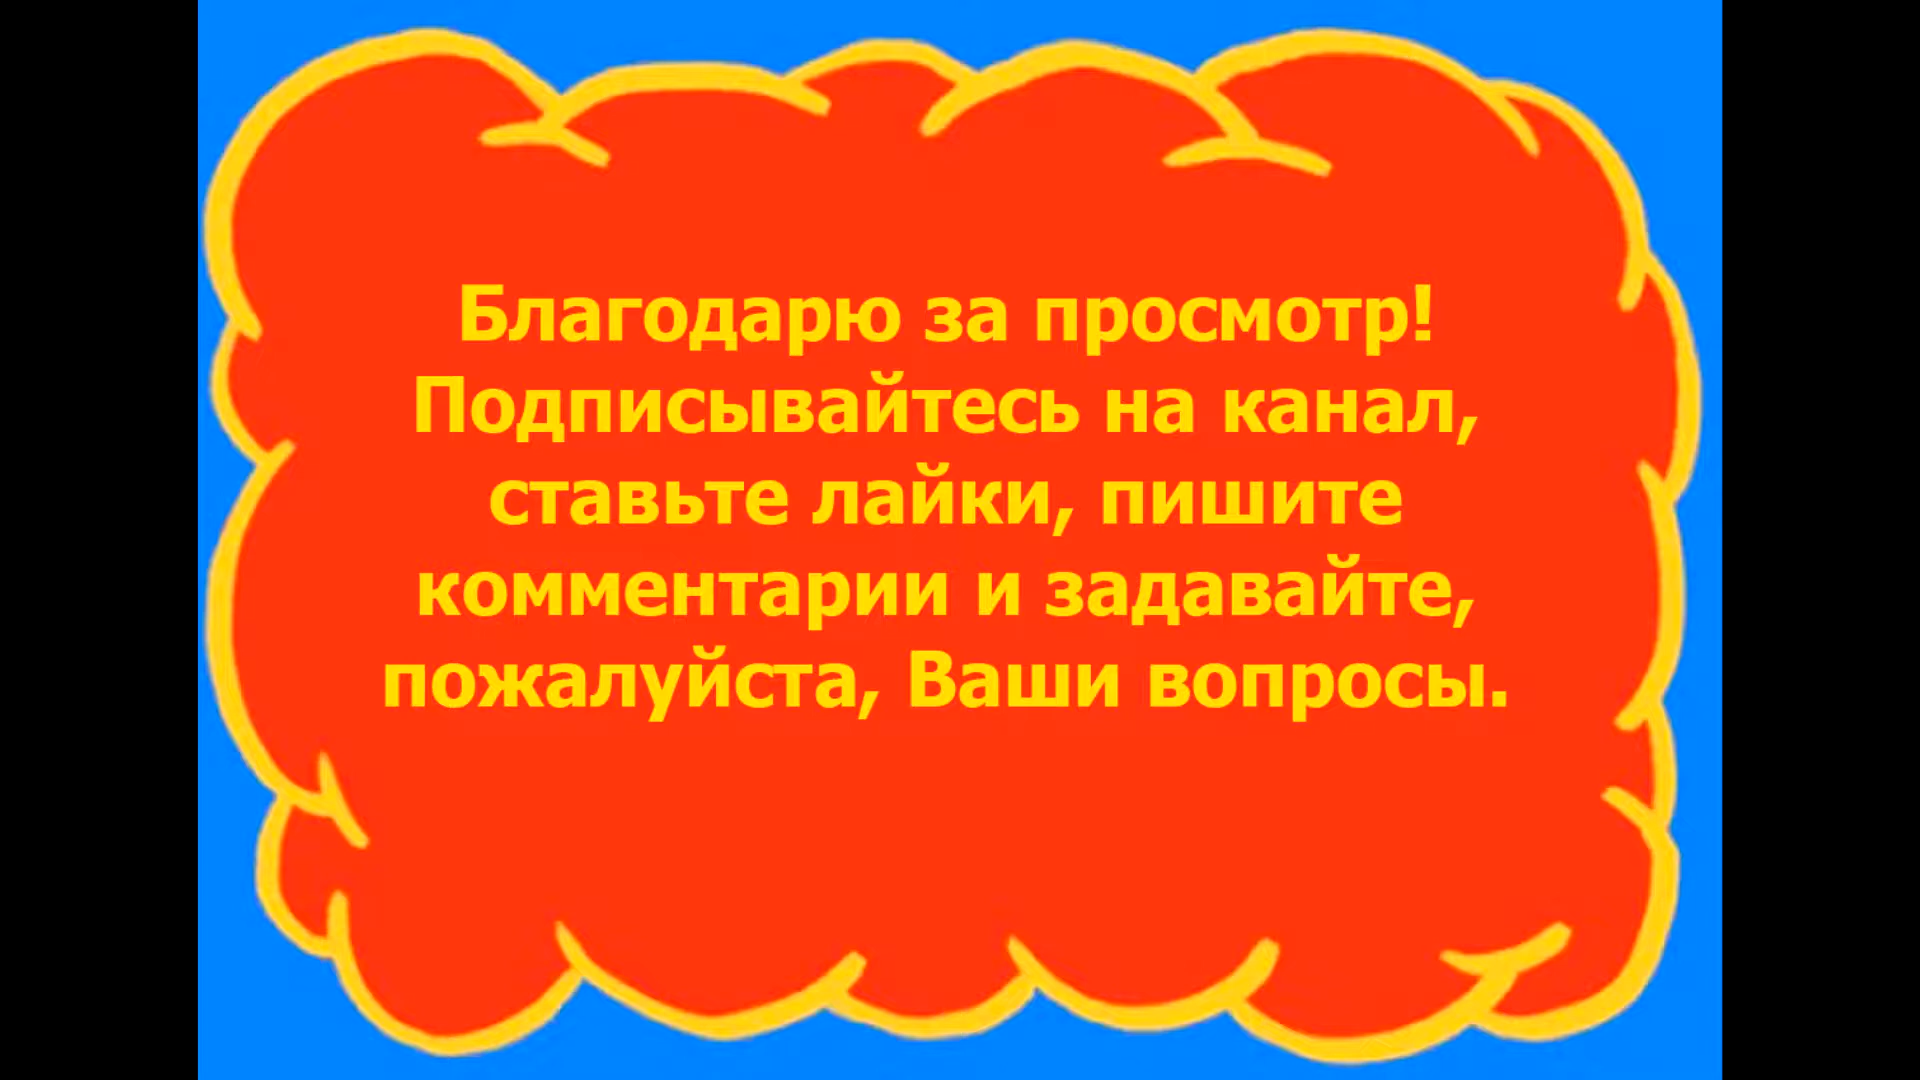 Благодарю за просмотр!
Подписывайтесь на канал,
ставьте лайки, пишите
комментарии и задавайте,
пожалуйста, Ваши вопросы.